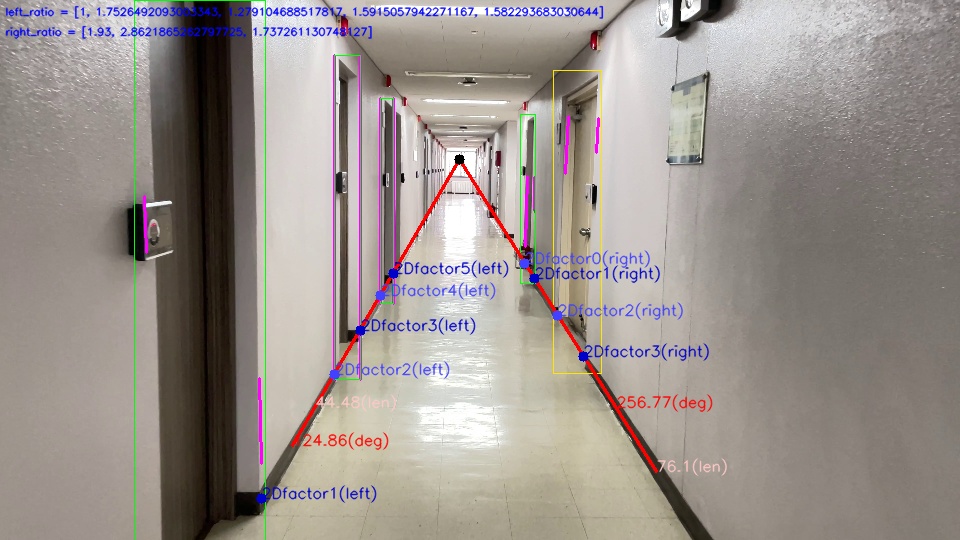 left_ratio = [1, 1.7526492093083343, 1.279104688517817, 1.5915057942271167, 1.582293683030644]
right_ratio = [1.93, 2.8621865282797725, 1.737261130748127]
2Dfactor0(right)
2Dfactor5(left)
2Dfactor1(right)
2Dfactor4(left)
2Dfactor2(right)
2Dfactor3(left)
2Dfactor3(right)
2Dfactor2(left)
44.48(len)
256.77(deg)
24.86(deg)
76.1(len)
2Dfactor1(left)